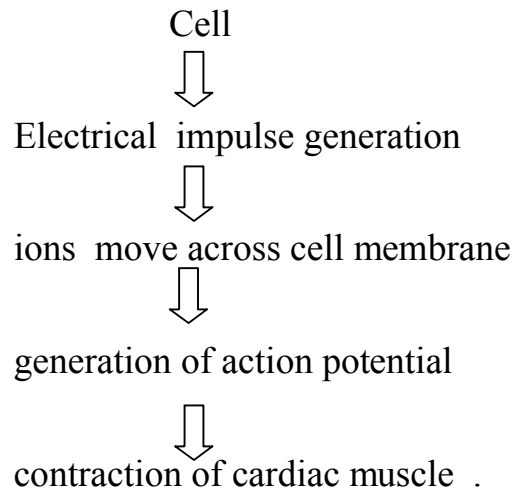 Cell
Electrical impulse generation
ions move across cell membrane
generation of action potential
contraction of cardiac muscle .